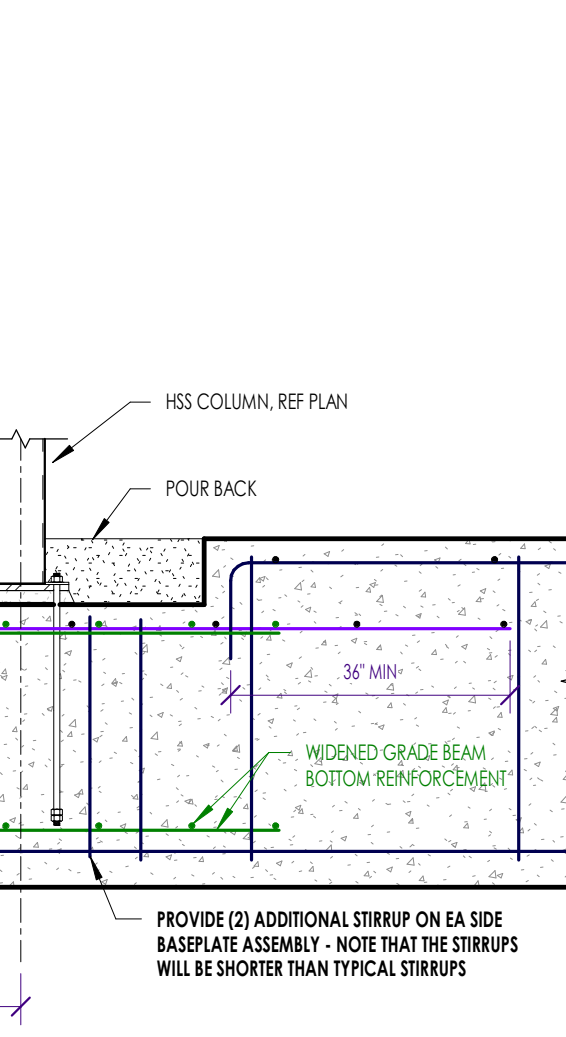 HSS COLUMN, REF PLAN
POUR BACK
36" MIN
WIDENED GRADE BEAM
BOTTOM REINFORCEMENT
PROVIDE (2) ADDITIONAL STIRRUP ON EA SIDE
BASEPLATE ASSEMBLY - NOTE THAT THE STIRRUPS
WILL BE SHORTER THAN TYPICAL STIRRUPS